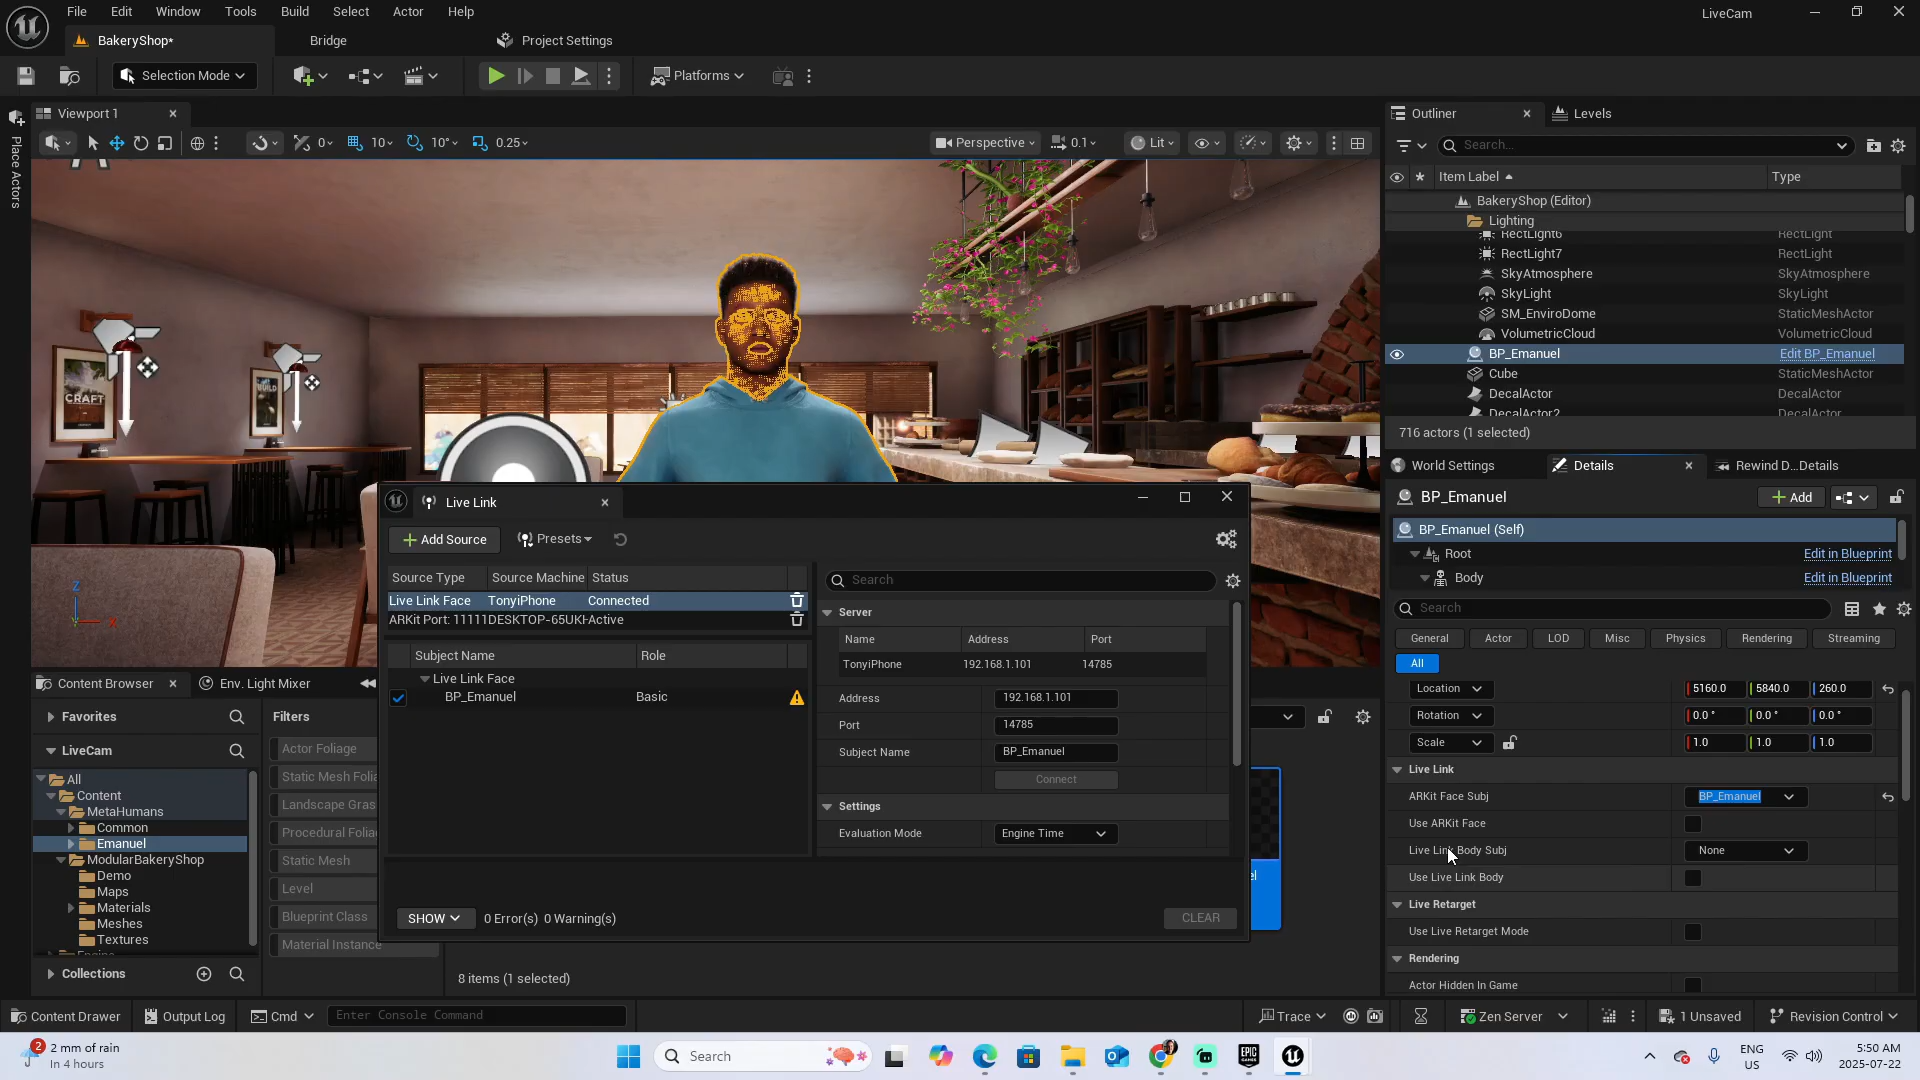 File Edit Window Tools Build Select Actor Help LiveCam
BakeryShop* Bridge Project Settings
Selection Mode Platforms
Viewport 1
0 10 10° 0.25 Perspective 0.1 Lit
Place Actors
CRAFT
BUILD
Outliner Levels
Search...
Item Label Type
BakeryShop (Editor)
Lighting
RectLight6 RectLight
RectLight7 RectLight
SkyAtmosphere SkyAtmosphere
SkyLight SkyLight
SM_EnviroDome StaticMeshActor
VolumetricCloud VolumetricCloud
BP_Emanuel Edit BP_Emanuel
Cube StaticMeshActor
DecalActor DecalActor
DecalActor2 DecalActor
716 actors (1 selected)
World Settings Details Rewind D...Details
BP_Emanuel Add
BP_Emanuel (Self)
Root Edit in Blueprint
Body Edit in Blueprint
Search
General Actor LOD Misc Physics Rendering Streaming
All
Location 5160.0 5840.0 260.0
Rotation 0.0 ° 0.0 ° 0.0 °
Scale 1.0 1.0 1.0
Live Link
ARKit Face Subj BP_Emanuel
Use ARKit Face
Live Link Body Subj None
Use Live Link Body
Live Retarget
Use Live Retarget Mode
Rendering
Actor Hidden In Game
Live Link
Add Source Presets
Source Type Source Machine Status
Live Link Face TonyiPhone Connected
ARKit Port: 11111 DESKTOP-65UKI Active
Subject Name Role
Live Link Face
BP_Emanuel Basic
Search
Server
Name Address Port
TonyiPhone 192.168.1.101 14785
Address 192.168.1.101
Port 14785
Subject Name BP_Emanuel
Connect
Settings
Evaluation Mode Engine Time
SHOW 0 Error(s) 0 Warning(s) CLEAR
Content Browser Env. Light Mixer
Favorites
LiveCam
All
Content
MetaHumans
Common
Emanuel
ModularBakeryShop
Demo
Maps
Materials
Meshes
Textures
Collections
Filters
Actor Foliage
Static Mesh Folia
Landscape Gras
Procedural Foliag
Static Mesh
Level
Blueprint Class
Material Instance
el
8 items (1 selected)
Content Drawer Output Log Cmd Enter Console Command Trace Zen Server 1 Unsaved Revision Control
2 2 mm of rain
In 4 hours
Search
EPIC GAMES
ENG
US
5:50 AM
2025-07-22